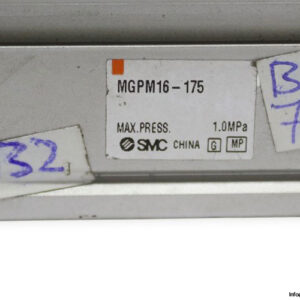 MGPM16-175
MAX.PRESS. 1.0MPa
SMC CHINA G MP
32
B
7